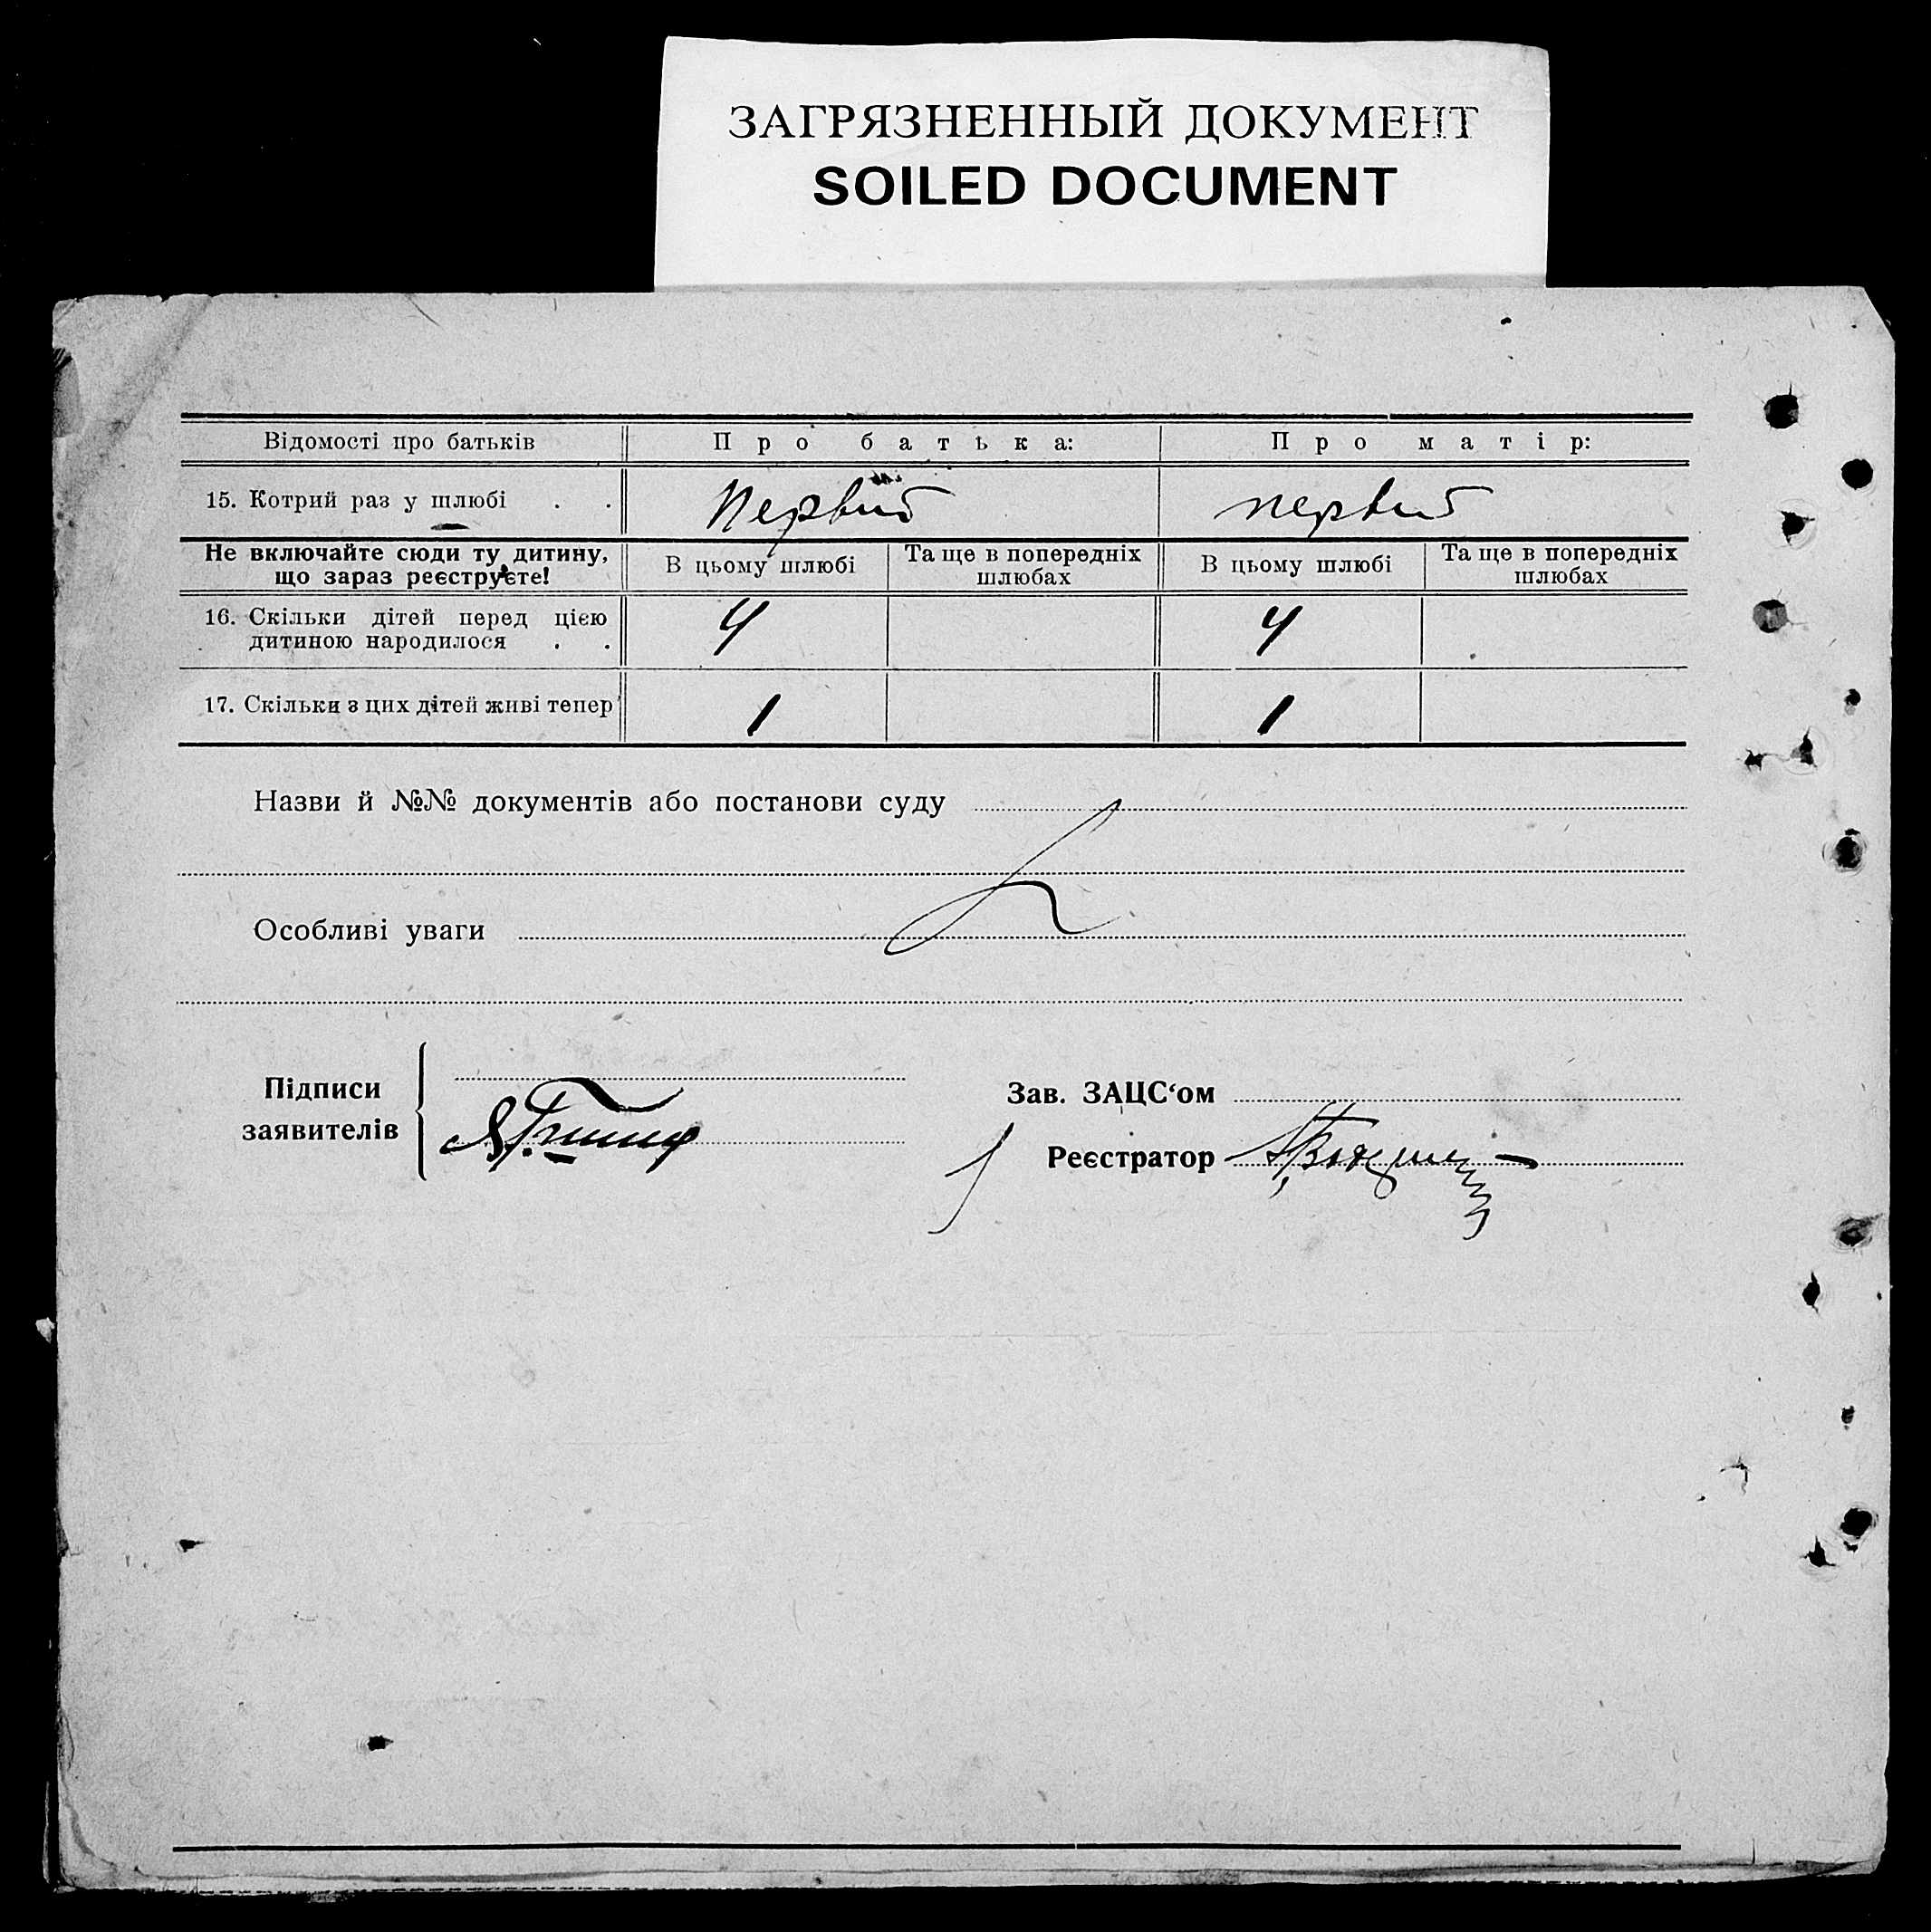 ЗАГРЯЗНЕННЫЙ ДОКУМЕНТ
SOILED DOCUMENT
Відомості про батьків Про батька: Про матір:
15. Котрий раз у шлюбі . . Первий первий
Не включайте сюди ту дитину, що зараз реєструєте!
В цьому шлюбі Та ще в попередніх шлюбах В цьому шлюбі Та ще в попередніх шлюбах
16. Скільки дітей перед цією
дитиною народилося . . 4 4
17. Скільки з цих дітей живі тепер 1 1
Назви й №№ документів або постанови суду
Особливі уваги
Підписи
заявителів
Зав. ЗАЦС‘ом
Реєстратор